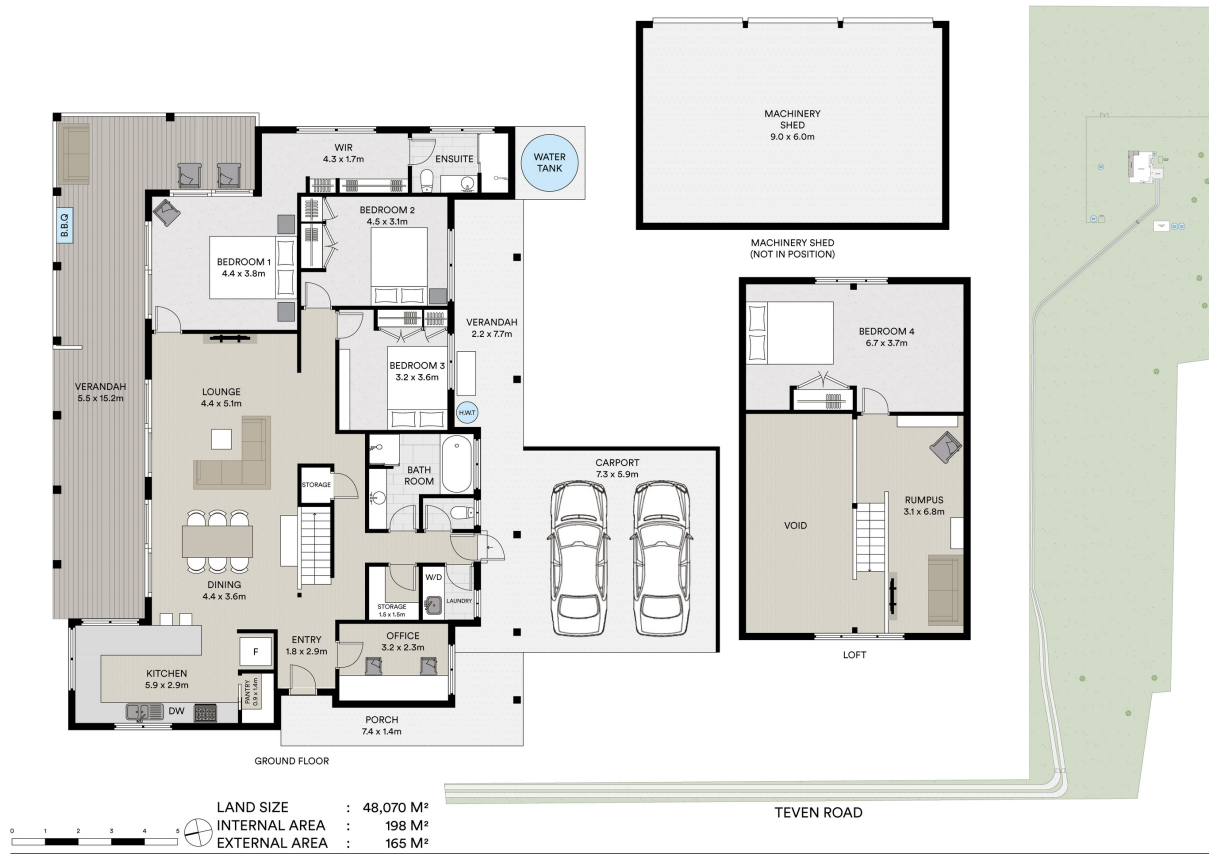 MACHINERY
SHED
9.0 x 6.0m
MACHINERY SHED
(NOT IN POSITION)
WIR
4.3 x 1.7m
ENSUITE
WATER
TANK
B.B.Q
BEDROOM 2
4.5 x 3.1m
BEDROOM 1
4.4 x 3.8m
VERANDAH
2.2 x 7.7m
BEDROOM 3
3.2 x 3.6m
H.W.T
VERANDAH
5.5 x 15.2m
LOUNGE
4.4 x 5.1m
BATH
ROOM
STORAGE
CARPORT
7.3 x 5.9m
DINING
4.4 x 3.6m
W/D
LAUNDRY
STORAGE
1.5 x 1.5m
ENTRY
1.8 x 2.9m
OFFICE
3.2 x 2.3m
F
KITCHEN
5.9 x 2.9m
PANTRY
0.9 x 1.4m
DW
PORCH
7.4 x 1.4m
GROUND FLOOR
BEDROOM 4
6.7 x 3.7m
RUMPUS
3.1 x 6.8m
VOID
LOFT
TEVEN ROAD
LAND SIZE : 48,070 M²
INTERNAL AREA : 198 M²
EXTERNAL AREA : 165 M²
0 1 2 3 4 5